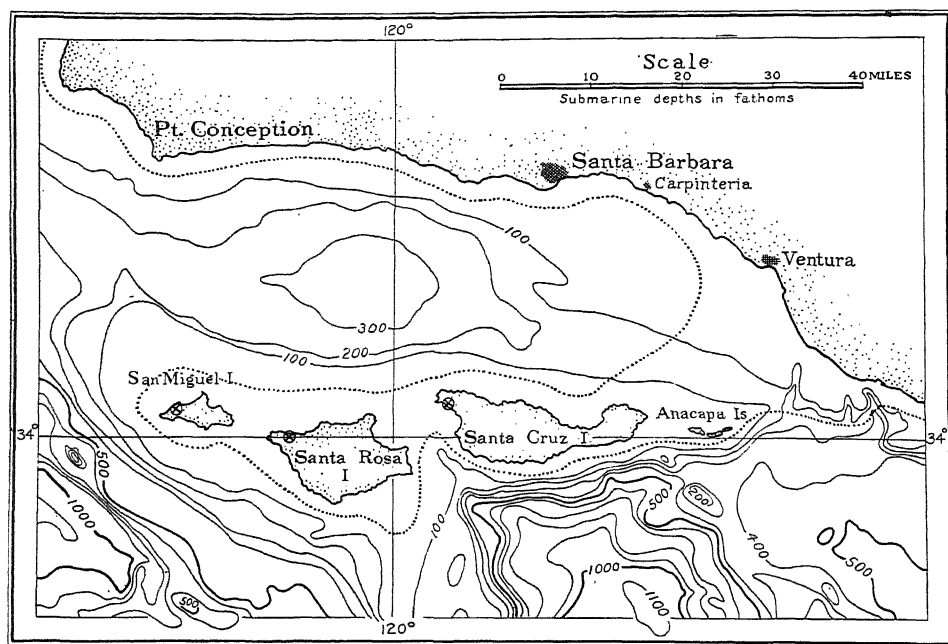 120°
Scale
0 10 20 30 40 MILES
Submarine depths in fathoms
Pt. Conception
Santa Barbara
Carpinteria
100
Ventura
300
200
100
San Miguel I.
Anacapa Is.
34°
Santa Cruz I.
34°
Santa Rosa
I
500
1000
100
500
200
400
500
1000
1100
500
120°